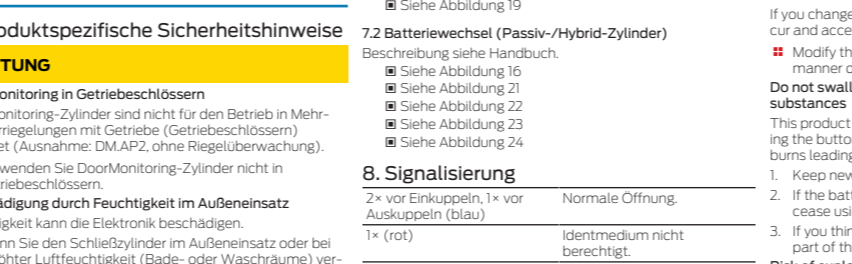 oduktspezifische Sicherheitshinweise
TUNG
onitoring in Getriebeschlössern
onitoring-Zylinder sind nicht für den Betrieb in Mehr-
rriegelungen mit Getriebe (Getriebeschlössern)
et (Ausnahme: DM.AP2, ohne Riegelüberwachung).
wenden Sie DoorMonitoring-Zylinder nicht in
riebeschlössern.
ädigung durch Feuchtigkeit im Außeneinsatz
igkeit kann die Elektronik beschädigen.
nn Sie den Schließzylinder im Außeneinsatz oder bei
öhter Luftfeuchtigkeit (Bade- oder Waschräume) ver-
▣ Siehe Abbildung 19
7.2 Batteriewechsel (Passiv-/Hybrid-Zylinder)
Beschreibung siehe Handbuch.
▣ Siehe Abbildung 16
▣ Siehe Abbildung 21
▣ Siehe Abbildung 22
▣ Siehe Abbildung 23
▣ Siehe Abbildung 24
8. Signalisierung
2× vor Einkuppeln, 1× vor Normale Öffnung.
Auskuppeln (blau)
1× (rot) Identmedium nicht
berechtigt.
If you change
cur and acce
Modify th
manner o
Do not swall
substances
This product
ing the butto
burns leading
1. Keep new
2. If the batt
cease usi
3. If you thin
part of th